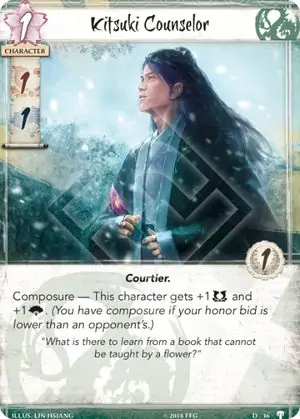 Kitsuki Counselor
1
CHARACTER
1
1
1
Courtier.
Composure — This character gets +1 and
+1. (You have composure if your honor bid is
lower than an opponent's.)
"What is there to learn from a book that cannot
be taught by a flower?"
ILLUS. LIN HSIANG
© 2018 FFG
D 16